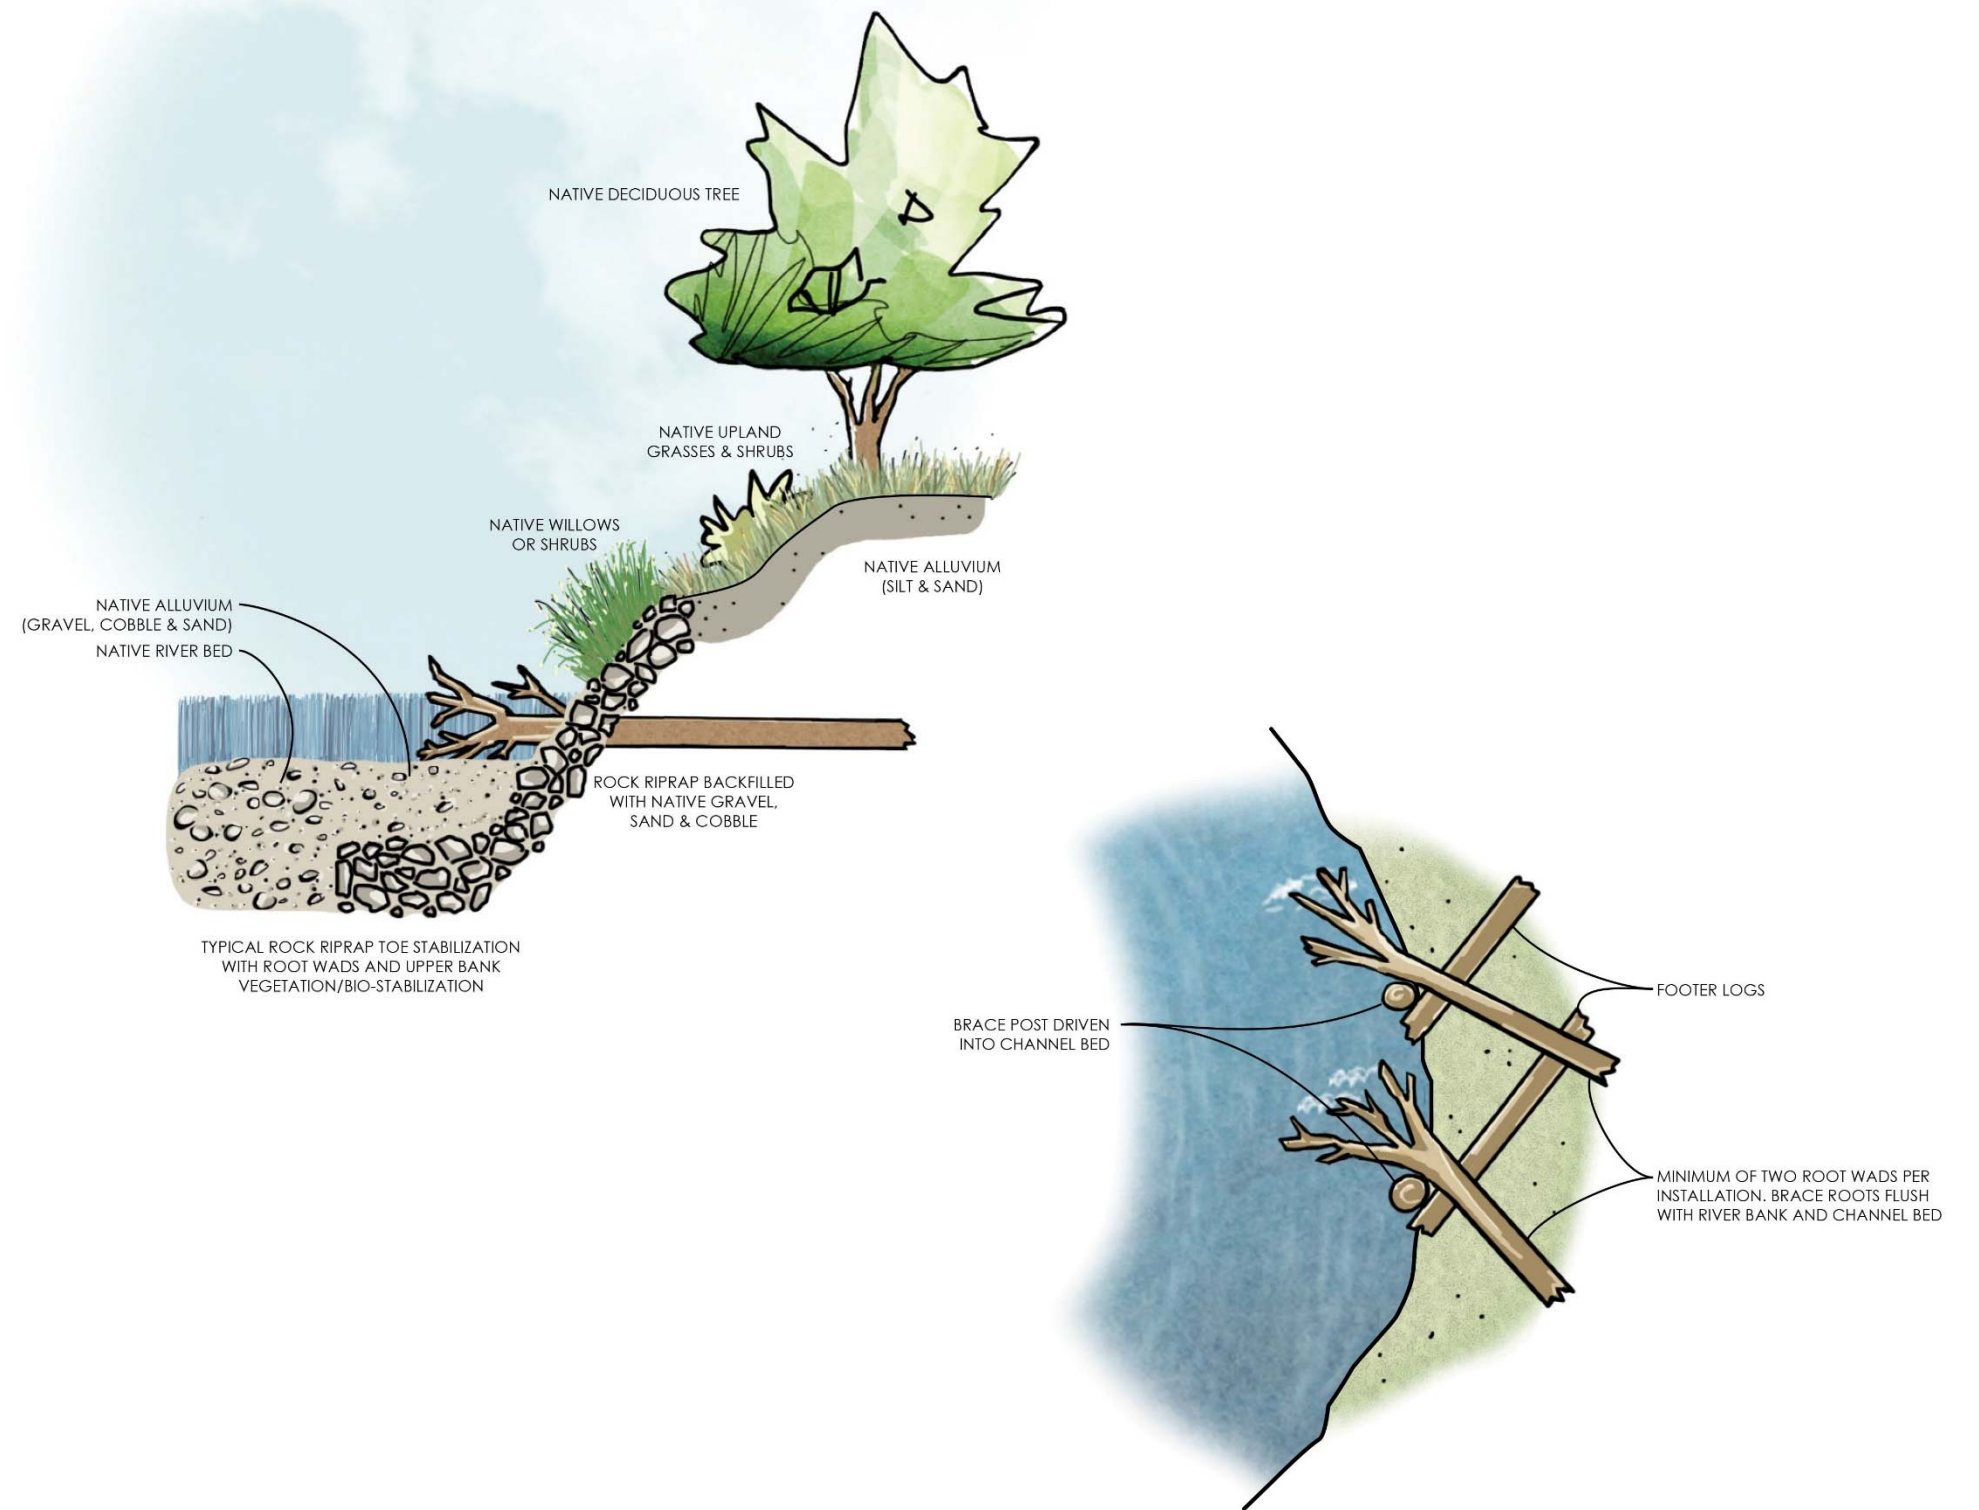 NATIVE DECIDUOUS TREE
NATIVE UPLAND
GRASSES & SHRUBS
NATIVE WILLOWS
OR SHRUBS
NATIVE ALLUVIUM
(SILT & SAND)
NATIVE ALLUVIUM
(GRAVEL, COBBLE & SAND)
NATIVE RIVER BED
ROCK RIPRAP BACKFILLED
WITH NATIVE GRAVEL,
SAND & COBBLE
TYPICAL ROCK RIPRAP TOE STABILIZATION
WITH ROOT WADS AND UPPER BANK
VEGETATION/BIO-STABILIZATION
FOOTER LOGS
BRACE POST DRIVEN
INTO CHANNEL BED
MINIMUM OF TWO ROOT WADS PER
INSTALLATION. BRACE ROOTS FLUSH
WITH RIVER BANK AND CHANNEL BED